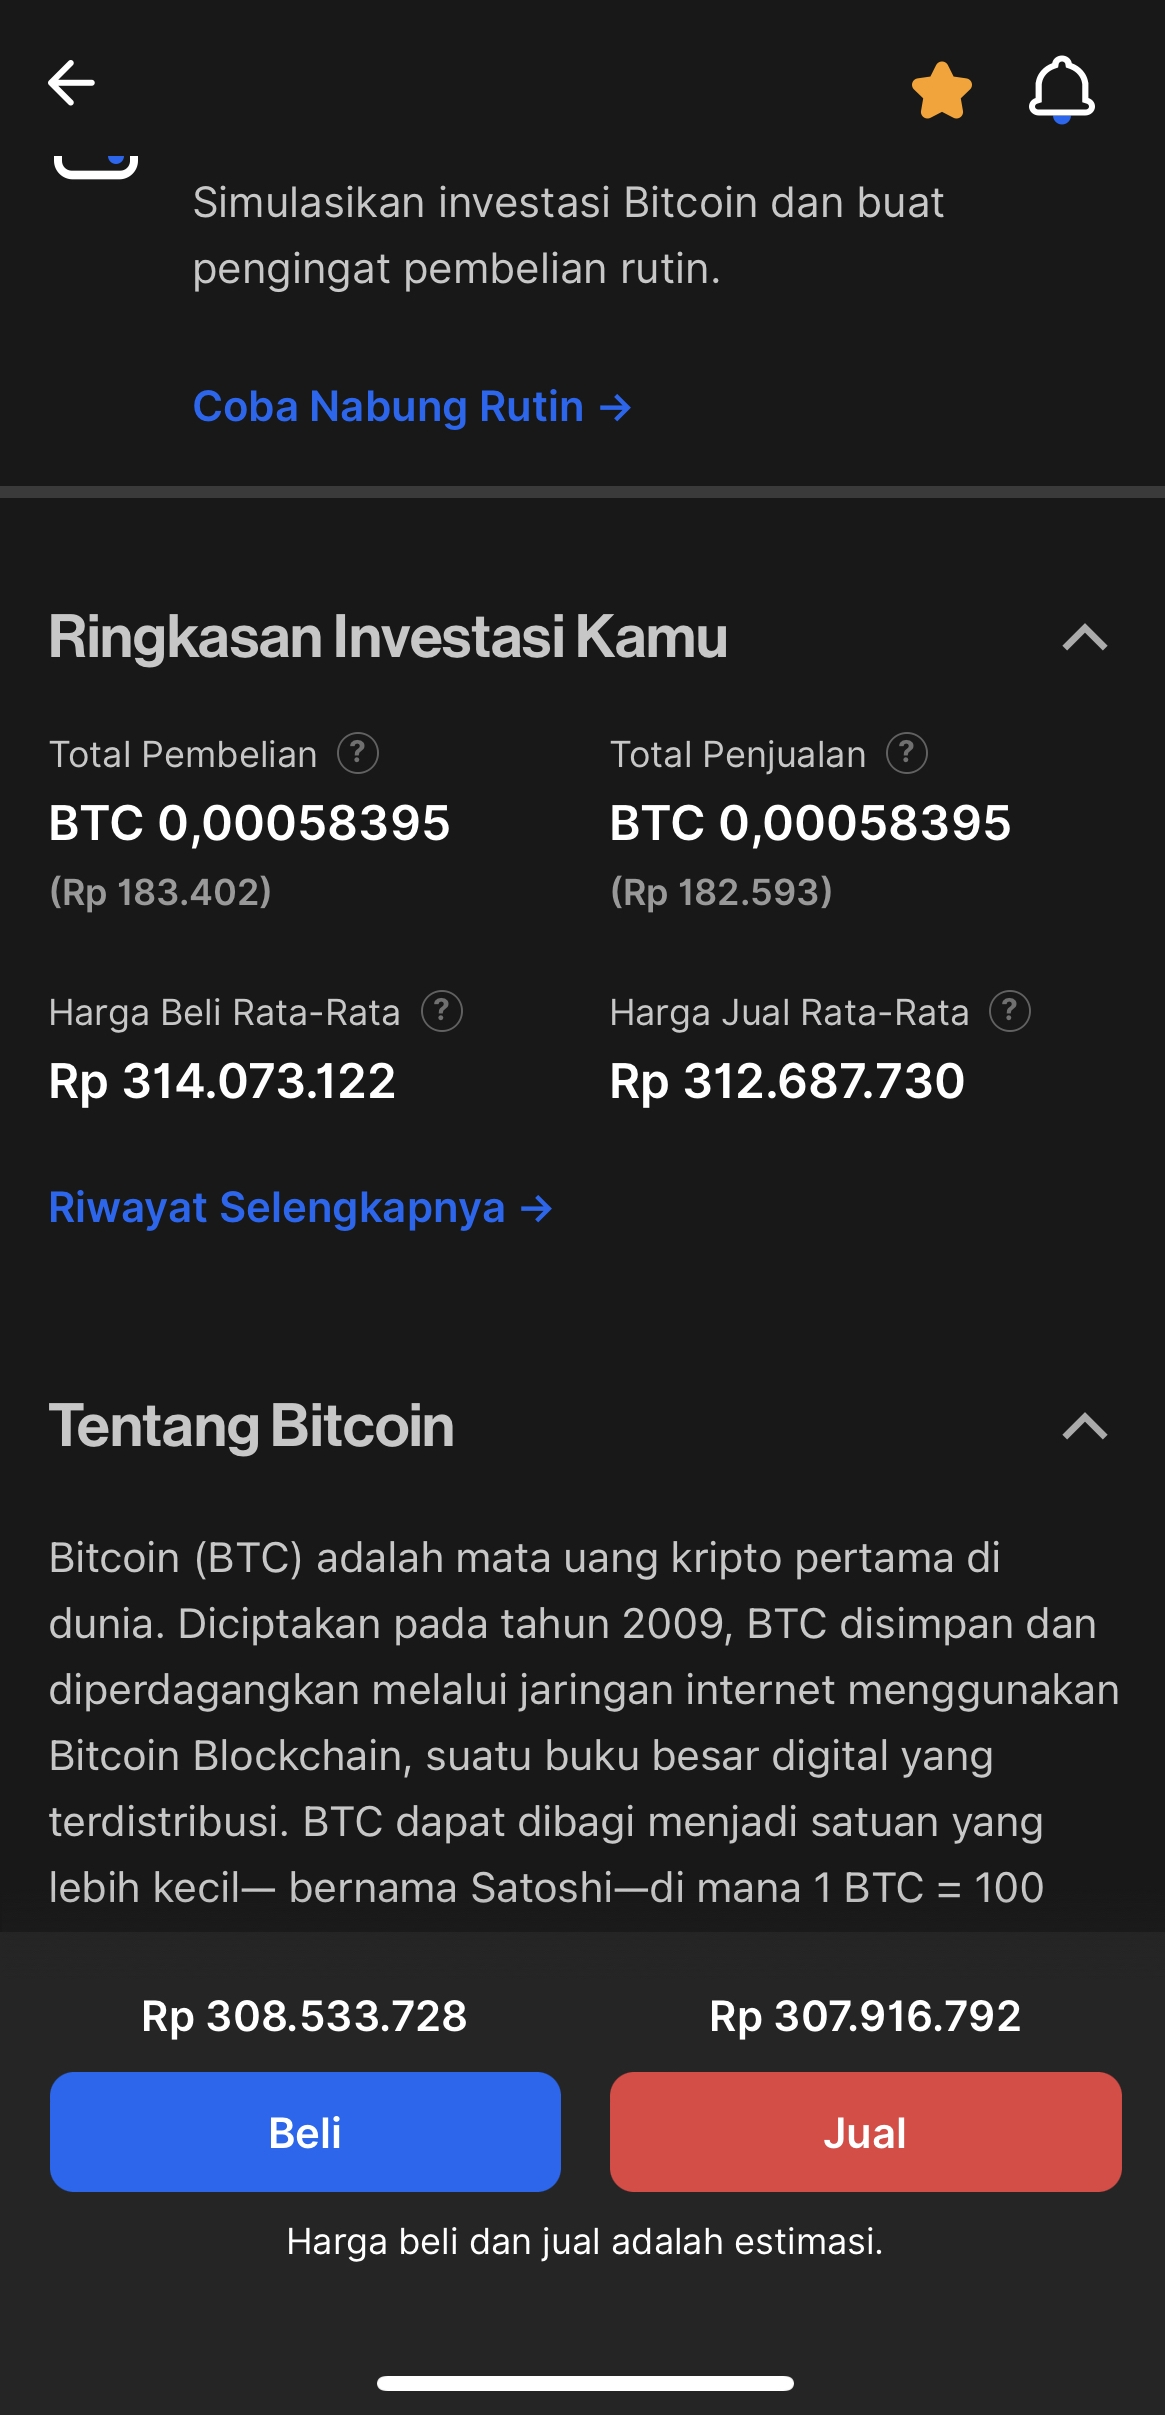 Simulasikan investasi Bitcoin dan buat
pengingat pembelian rutin.
Coba Nabung Rutin →
Ringkasan Investasi Kamu
Total Pembelian ?
Total Penjualan ?
BTC 0,00058395
BTC 0,00058395
(Rp 183.402)
(Rp 182.593)
Harga Beli Rata-Rata ?
Harga Jual Rata-Rata ?
Rp 314.073.122
Rp 312.687.730
Riwayat Selengkapnya →
Tentang Bitcoin
Bitcoin (BTC) adalah mata uang kripto pertama di
dunia. Diciptakan pada tahun 2009, BTC disimpan dan
diperdagangkan melalui jaringan internet menggunakan
Bitcoin Blockchain, suatu buku besar digital yang
terdistribusi. BTC dapat dibagi menjadi satuan yang
lebih kecil— bernama Satoshi—di mana 1 BTC = 100
Rp 308.533.728
Rp 307.916.792
Beli
Jual
Harga beli dan jual adalah estimasi.